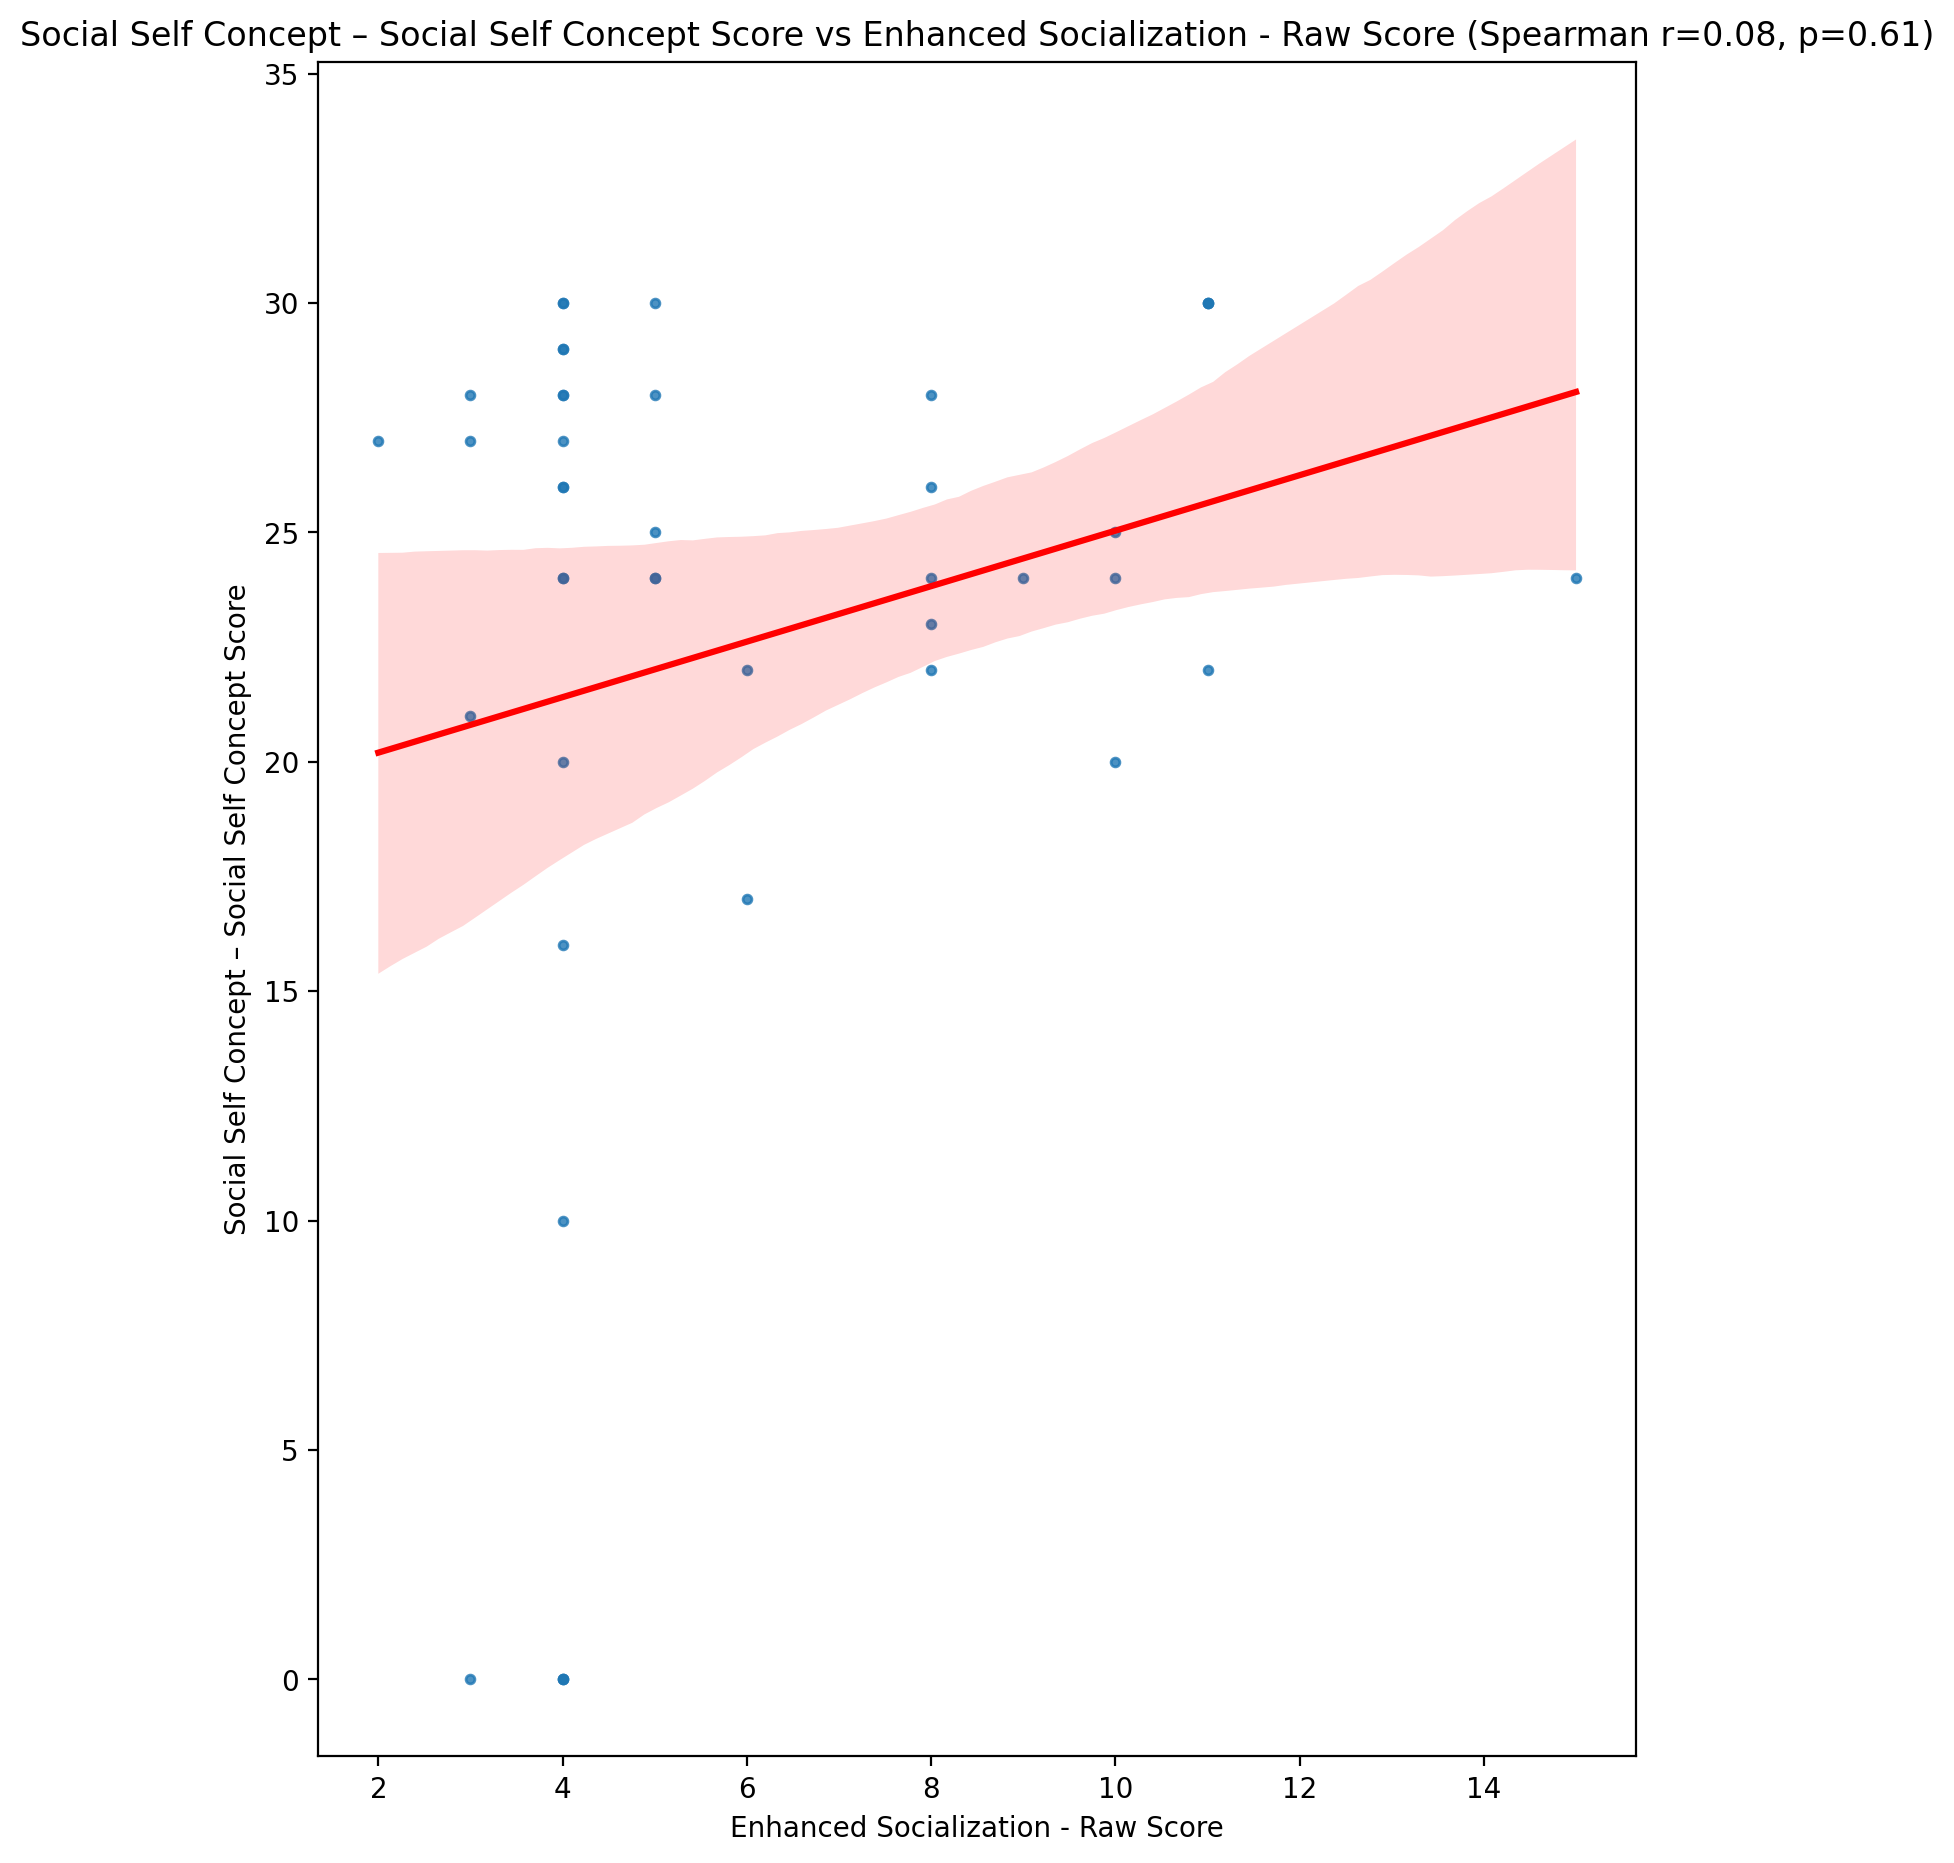 Social Self Concept – Social Self Concept Score vs Enhanced Socialization - Raw Score (Spearman r=0.08, p=0.61)
35
30
25
20
15
10
5
0
Social Self Concept – Social Self Concept Score
2 4 6 8 10 12 14
Enhanced Socialization - Raw Score